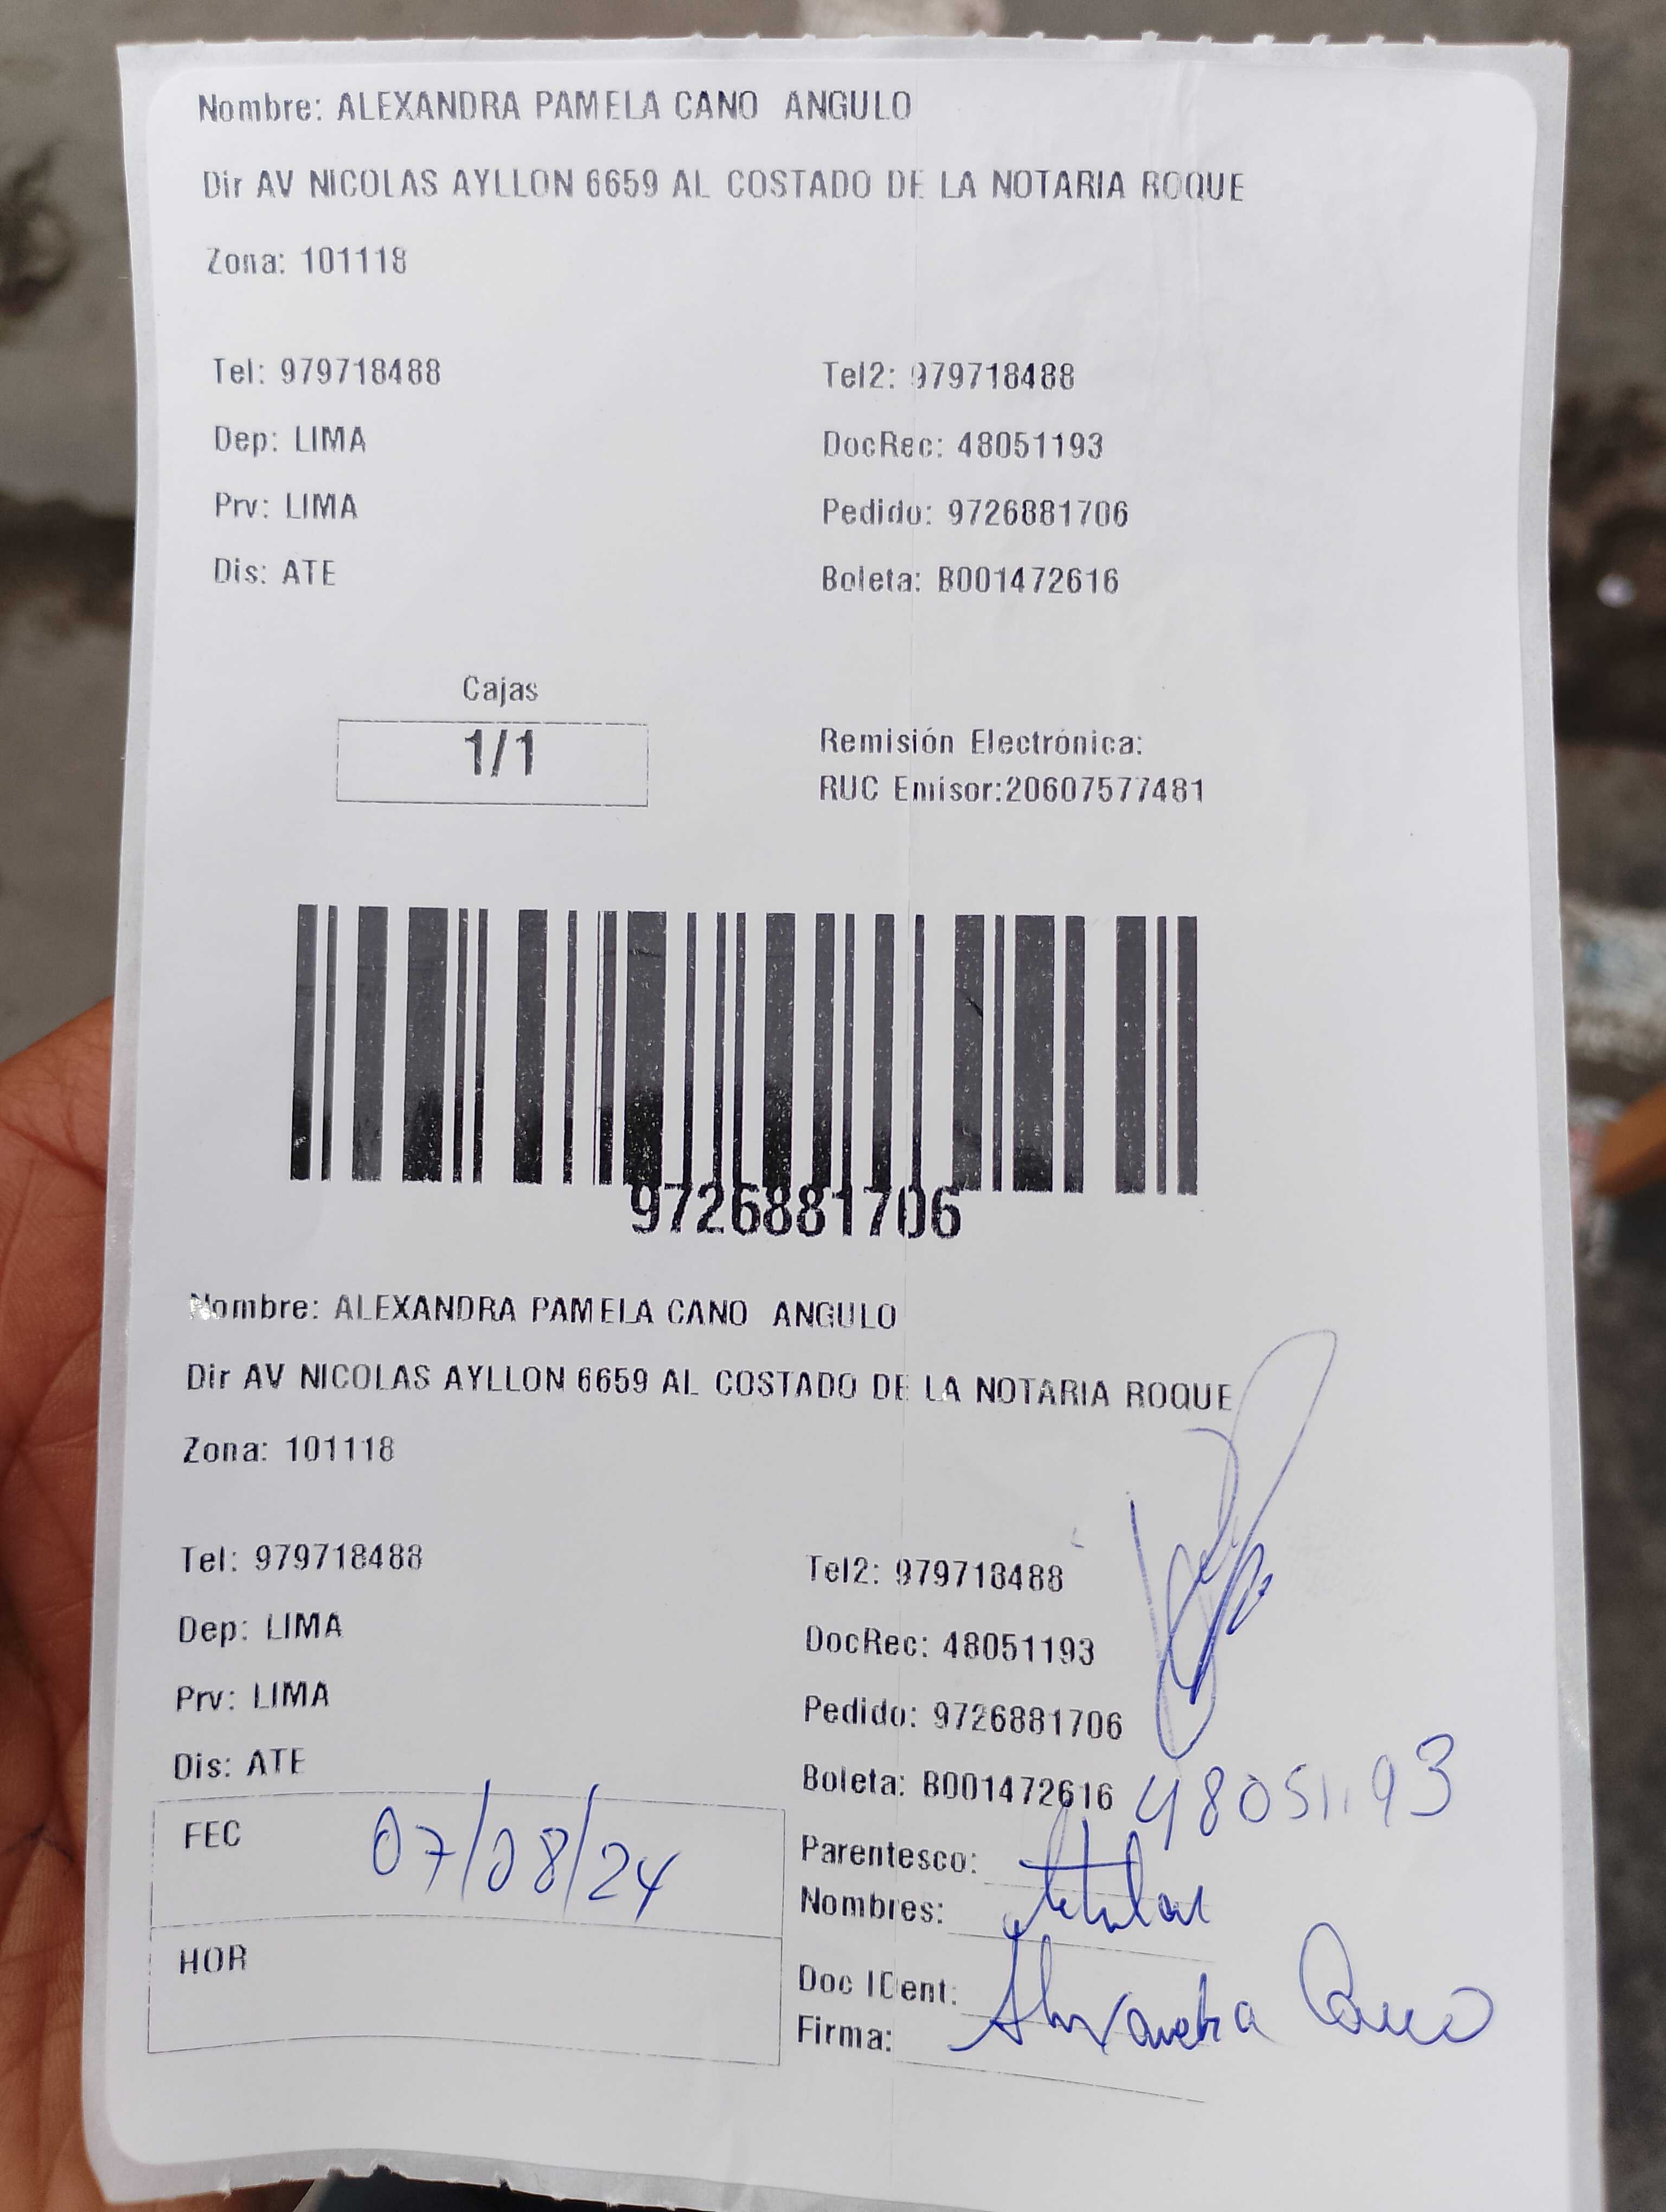 Nombre: ALEXANDRA PAMELA CANO ANGULO
Dir AV NICOLAS AYLLON 6659 AL COSTADO DE LA NOTARIA ROQUE
Zona: 101118
Tel: 979718488 Tel2: 979718488
Dep: LIMA DocRec: 48051193
Prv: LIMA Pedido: 9726881706
Dis: ATE Boleta: B001472616
Cajas
1/1
Remisión Electrónica:
RUC Emisor:20607577481
9726881706
Nombre: ALEXANDRA PAMELA CANO ANGULO
Dir AV NICOLAS AYLLON 6659 AL COSTADO DE LA NOTARIA ROQUE
Zona: 101118
Tel: 979718488 Tel2: 979718488
Dep: LIMA DocRec: 48051193
Prv: LIMA Pedido: 9726881706
Dis: ATE Boleta: B001472616 48051193
FEC 07/08/24
HOR
Parentesco: titular
Nombres:
Doc IDent: Alexandra Cano
Firma: